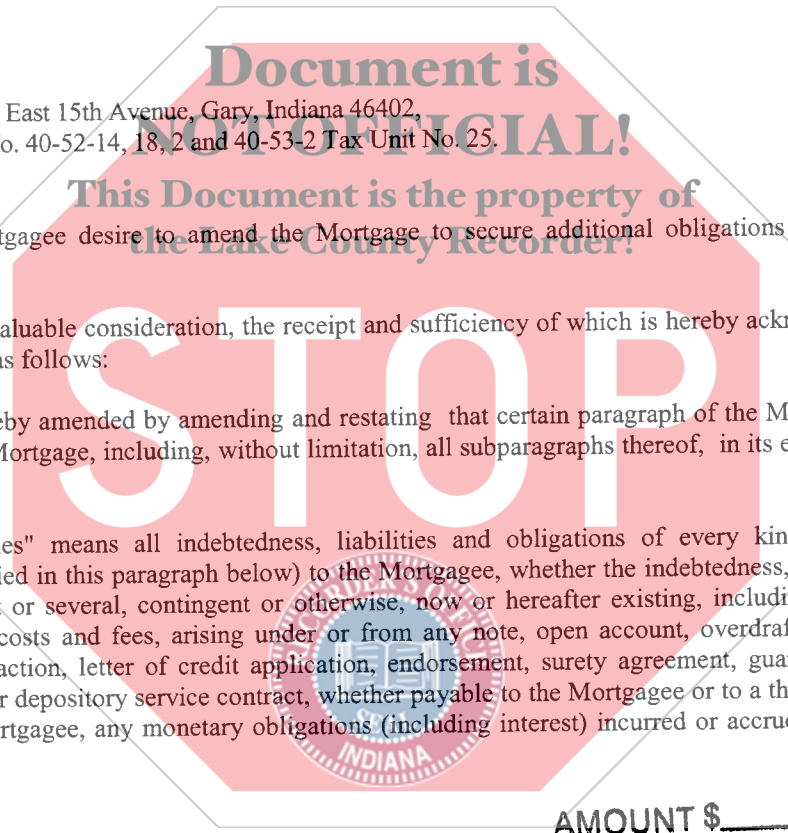 Document is
East 15th Avenue, Gary, Indiana 46402,
o. 40-52-14, 18, 2 and 40-53-2 Tax Unit No. 25.
NOT OFFICIAL!
This Document is the property of
tgagee desire to amend the Mortgage to secure additional obligations
the Lake County Recorder!
aluable consideration, the receipt and sufficiency of which is hereby ackn
as follows:
STOP
eby amended by amending and restating that certain paragraph of the M
Mortgage, including, without limitation, all subparagraphs thereof, in its e
es" means all indebtedness, liabilities and obligations of every kin
ied in this paragraph below) to the Mortgagee, whether the indebtedness,
t or several, contingent or otherwise, now or hereafter existing, includi
costs and fees, arising under or from any note, open account, overdraf
action, letter of credit application, endorsement, surety agreement, guar
r depository service contract, whether payable to the Mortgagee or to a th
rtgagee, any monetary obligations (including interest) incurred or accrue
RECORDER'S OFFICE
INDIANA
AMOUNT $